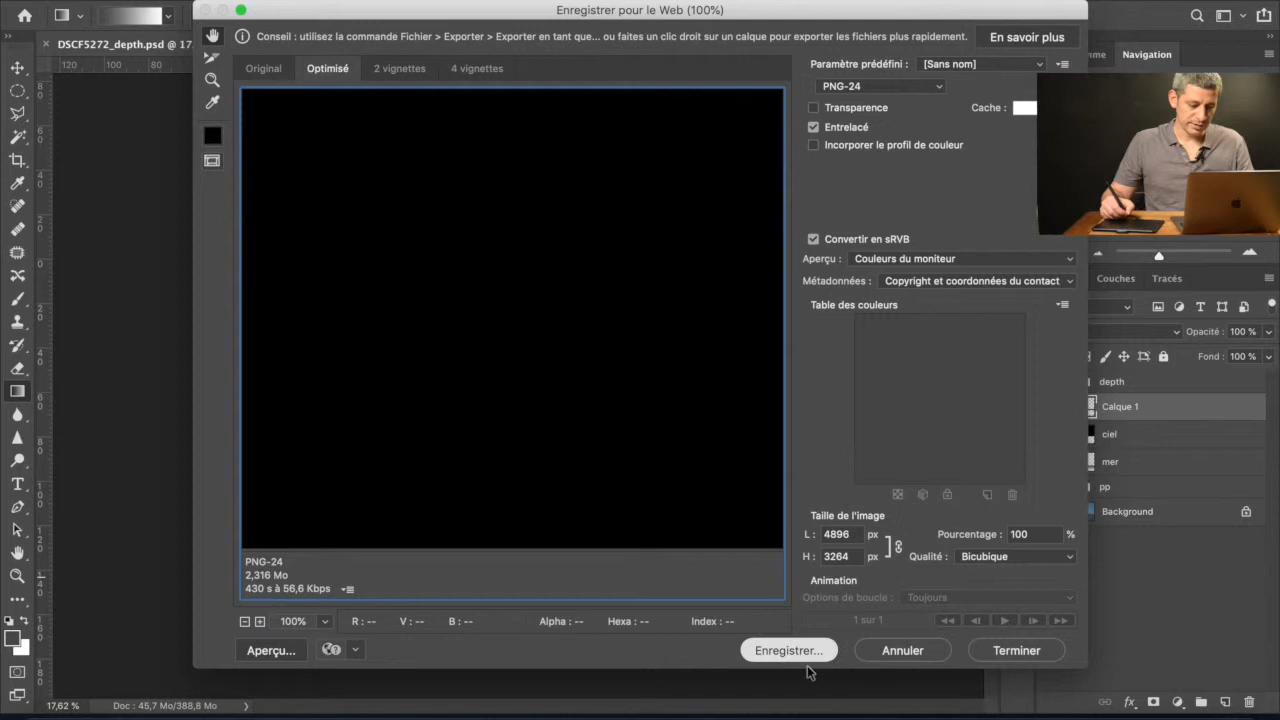 Enregistrer pour le Web (100%)
Conseil : utilisez la commande Fichier > Exporter > Exporter en tant que... ou faites un clic droit sur un calque pour exporter les fichiers plus rapidement.
En savoir plus
DSCF5272_depth.psd @ 17
Navigation
120 100 80
Original
Optimisé
2 vignettes
4 vignettes
Paramètre prédéfini : [Sans nom]
PNG-24
Transparence
Cache :
Entrelacé
Incorporer le profil de couleur
Convertir en sRVB
Aperçu : Couleurs du moniteur
Métadonnées : Copyright et coordonnées du contact
Table des couleurs
Couches
Tracés
Opacité : 100 %
Fond : 100 %
depth
Calque 1
ciel
mer
pp
Background
Taille de l'image
L : 4896 px
Pourcentage : 100 %
H : 3264 px
Qualité : Bicubique
Animation
Options de boucle : Toujours
1 sur 1
PNG-24
2,316 Mo
430 s à 56,6 Kbps
100%
R : --
V : --
B : --
Alpha : --
Hexa : --
Index : --
Aperçu...
Enregistrer...
Annuler
Terminer
17,62 %
Doc : 45,7 Mo/388,8 Mo